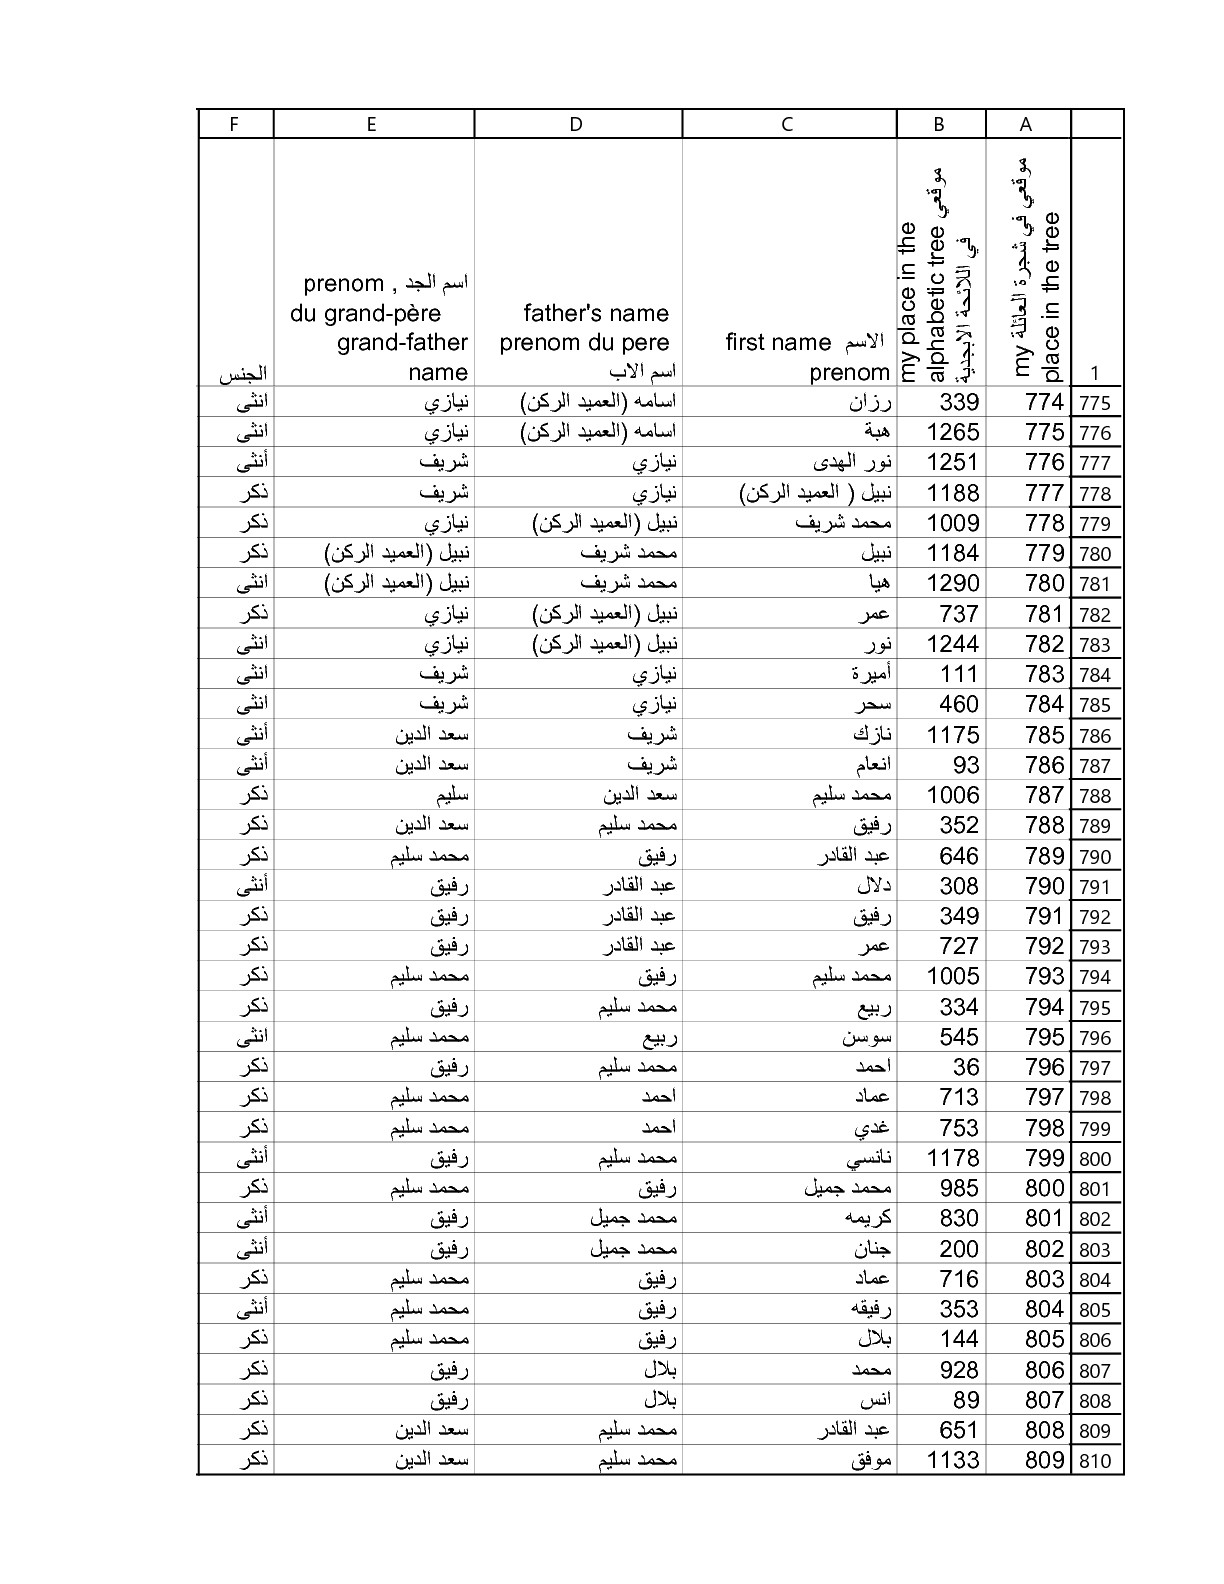 A B C D E F
1 موقعي في شجرة العائلة my place in the tree
my place in the alphabetic tree موقعي في اللائحة الابجدية
first name الاسم prenom
father's name prenom du pere اسم الاب
prenom , اسم الجد du grand-père grand-father name
الجنس
775 774 339 رزان اسامه (العميد الركن) نيازي انثى
776 775 1265 هبة اسامه (العميد الركن) نيازي انثى
777 776 1251 نور الهدى نيازي شريف أنثى
778 777 1188 نبيل ( العميد الركن) نيازي شريف ذكر
779 778 1009 محمد شريف نبيل (العميد الركن) نيازي ذكر
780 779 1184 نبيل محمد شريف نبيل (العميد الركن) ذكر
781 780 1290 هيا محمد شريف نبيل (العميد الركن) انثى
782 781 737 عمر نبيل (العميد الركن) نيازي ذكر
783 782 1244 نور نبيل (العميد الركن) نيازي انثى
784 783 111 أميرة نيازي شريف انثى
785 784 460 سحر نيازي شريف انثى
786 785 1175 نازك شريف سعد الدين أنثى
787 786 93 انعام شريف سعد الدين أنثى
788 787 1006 محمد سليم سعد الدين سليم ذكر
789 788 352 رفيق محمد سليم سعد الدين ذكر
790 789 646 عبد القادر رفيق محمد سليم ذكر
791 790 308 دلال عبد القادر رفيق أنثى
792 791 349 رفيق عبد القادر رفيق ذكر
793 792 727 عمر عبد القادر رفيق ذكر
794 793 1005 محمد سليم رفيق محمد سليم ذكر
795 794 334 ربيع محمد سليم رفيق ذكر
796 795 545 سوسن ربيع محمد سليم انثى
797 796 36 احمد محمد سليم رفيق ذكر
798 797 713 عماد احمد محمد سليم ذكر
799 798 753 غدي احمد محمد سليم ذكر
800 799 1178 نانسي محمد سليم رفيق أنثى
801 800 985 محمد جميل رفيق محمد سليم ذكر
802 801 830 كريمه محمد جميل رفيق أنثى
803 802 200 جنان محمد جميل رفيق أنثى
804 803 716 عماد رفيق محمد سليم ذكر
805 804 353 رفيقه رفيق محمد سليم أنثى
806 805 144 بلال رفيق محمد سليم ذكر
807 806 928 محمد بلال رفيق ذكر
808 807 89 انس بلال رفيق ذكر
809 808 651 عبد القادر محمد سليم سعد الدين ذكر
810 809 1133 موفق محمد سليم سعد الدين ذكر